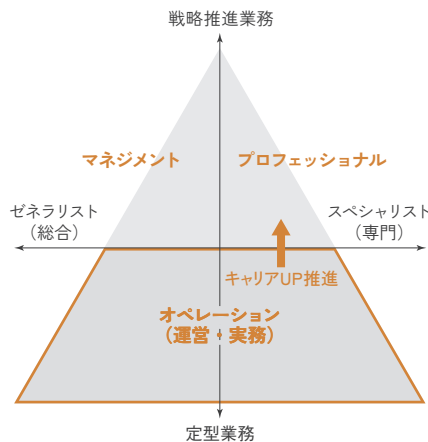 戦略推進業務
マネジメント
プロフェッショナル
ゼネラリスト
（総合）
スペシャリスト
（専門）
キャリアUP推進
オペレーション
（運営・実務）
定型業務